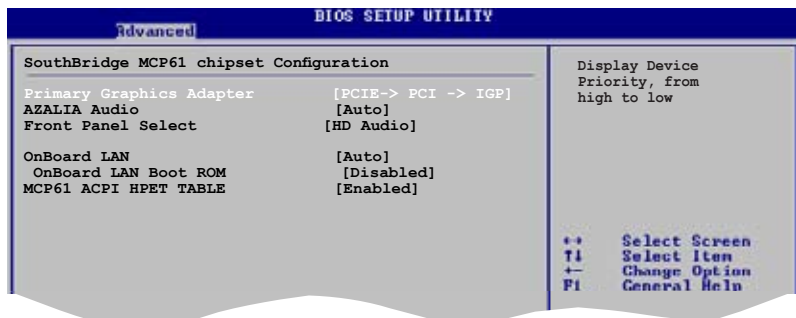 BIOS SETUP UTILITY
Advanced
SouthBridge MCP61 chipset Configuration
Primary Graphics Adapter [PCIE-> PCI -> IGP]
AZALIA Audio [Auto]
Front Panel Select [HD Audio]
OnBoard LAN [Auto]
OnBoard LAN Boot ROM [Disabled]
MCP61 ACPI HPET TABLE [Enabled]
Display Device
Priority, from
high to low
←→ Select Screen
↑↓ Select Item
+- Change Option
F1 General Help